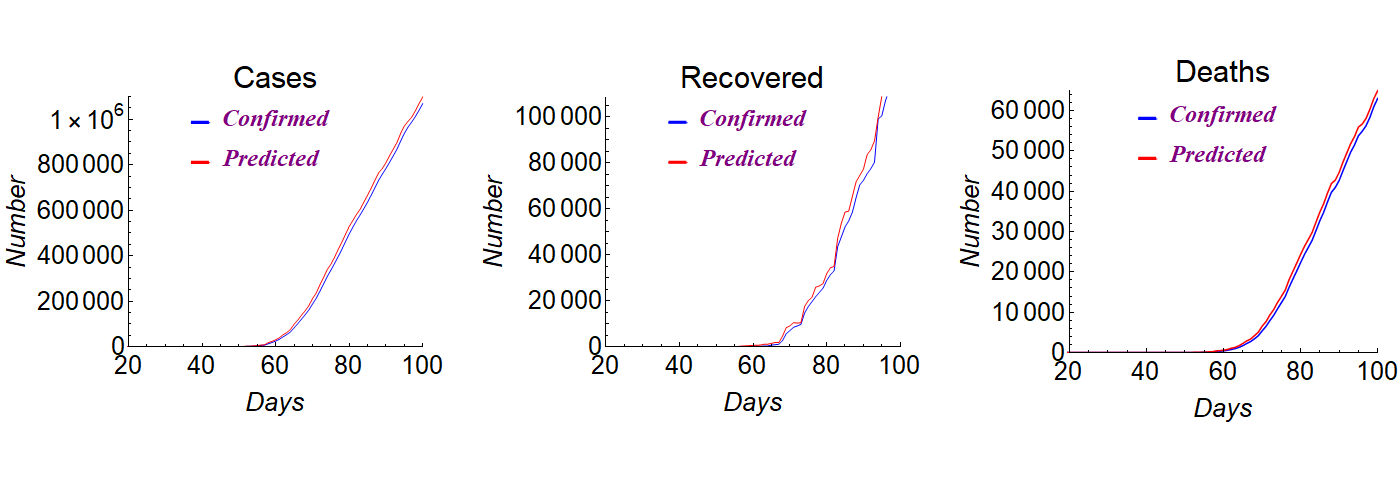 Cases
Confirmed
Predicted
1 × 10⁶
800 000
600 000
400 000
200 000
0
20 40 60 80 100
Number
Days
Recovered
Confirmed
Predicted
100 000
80 000
60 000
40 000
20 000
0
20 40 60 80 100
Number
Days
Deaths
Confirmed
Predicted
60 000
50 000
40 000
30 000
20 000
10 000
0
20 40 60 80 100
Number
Days